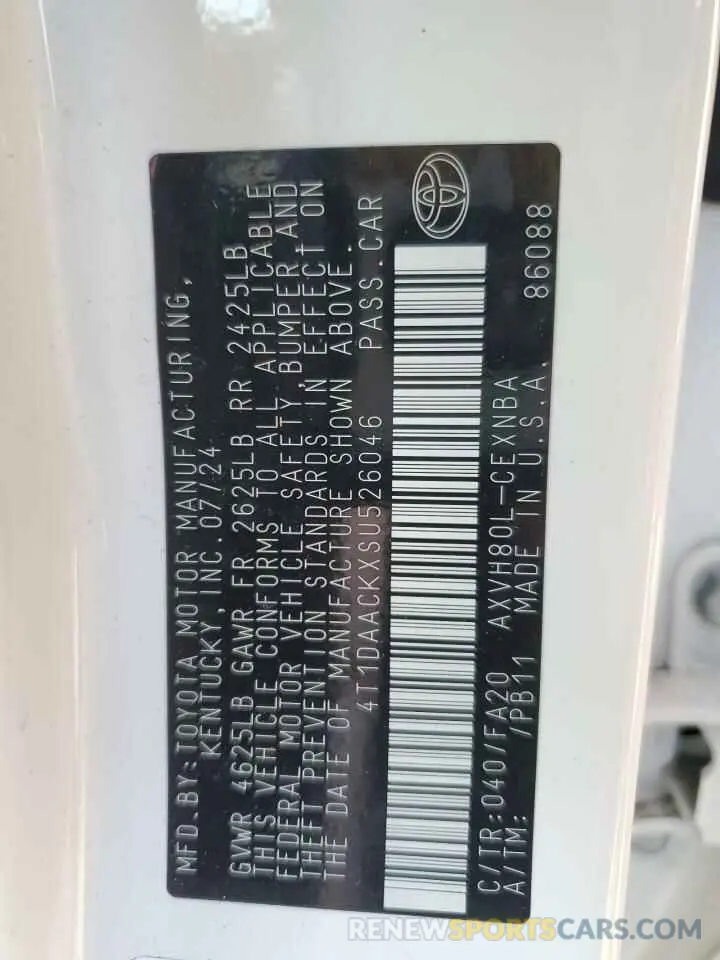 MFD.BY:TOYOTA MOTOR MANUFACTURING,
KENTUCKY, INC.07/24
GVWR 4625LB GAWR FR 2625LB RR 2425LB
THIS VEHICLE CONFORMS TO ALL APPLICABLE
FEDERAL MOTOR VEHICLE SAFETY,BUMPER,AND
THEFT PREVENTION STANDARDS IN EFFECT ON
THE DATE OF MANUFACTURE SHOWN ABOVE.
4T1DAACKXSU526046 PASS.CAR
C/TR:040/FA20 AXVH80L-CEXNBA
A/TM: /PB11 MADE IN U.S.A. 86088
RENEWSPORTSCARS.COM